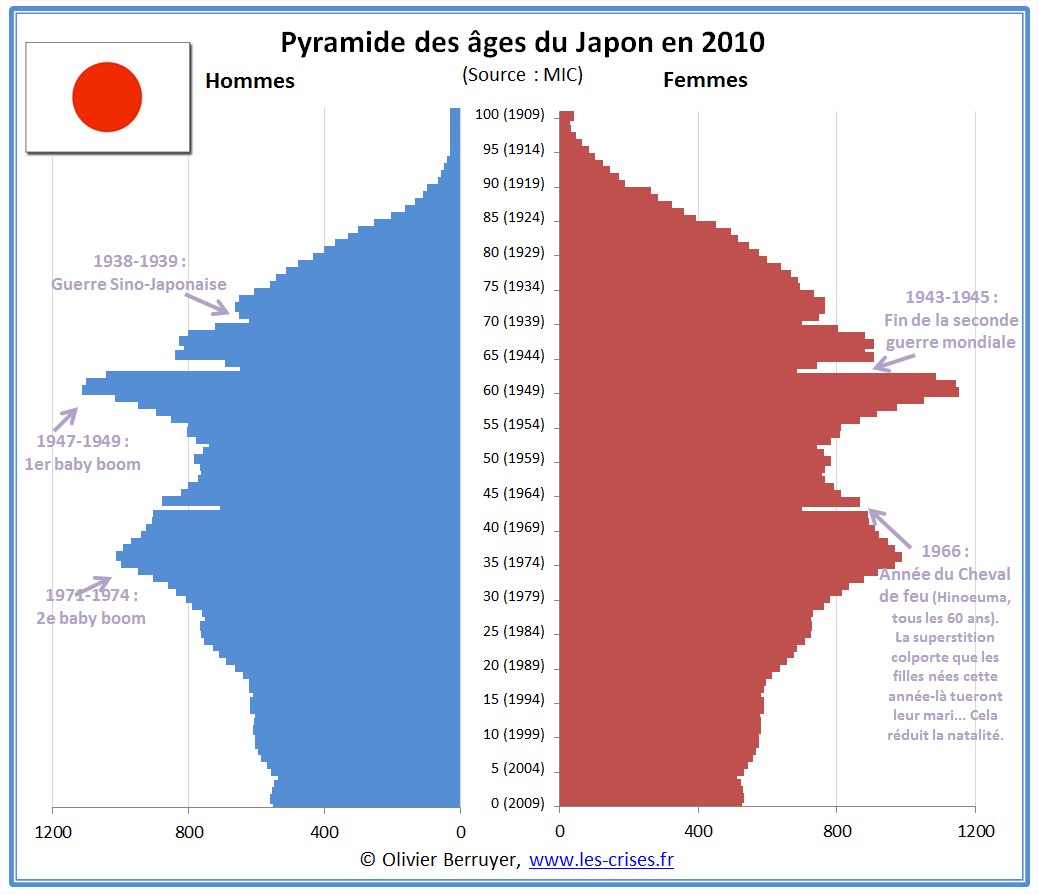 Pyramide des âges du Japon en 2010
(Source : MIC)
Hommes
Femmes
100 (1909)
95 (1914)
90 (1919)
85 (1924)
80 (1929)
75 (1934)
70 (1939)
65 (1944)
60 (1949)
55 (1954)
50 (1959)
45 (1964)
40 (1969)
35 (1974)
30 (1979)
25 (1984)
20 (1989)
15 (1994)
10 (1999)
5 (2004)
0 (2009)
1938-1939 :
Guerre Sino-Japonaise
1947-1949 :
1er baby boom
1971-1974 :
2e baby boom
1943-1945 :
Fin de la seconde
guerre mondiale
1966 :
Année du Cheval
de feu (Hinoeuma,
tous les 60 ans).
La superstition
colporte que les
filles nées cette
année-là tueront
leur mari... Cela
réduit la natalité.
1200 800 400 0
0 400 800 1200
© Olivier Berruyer, www.les-crises.fr